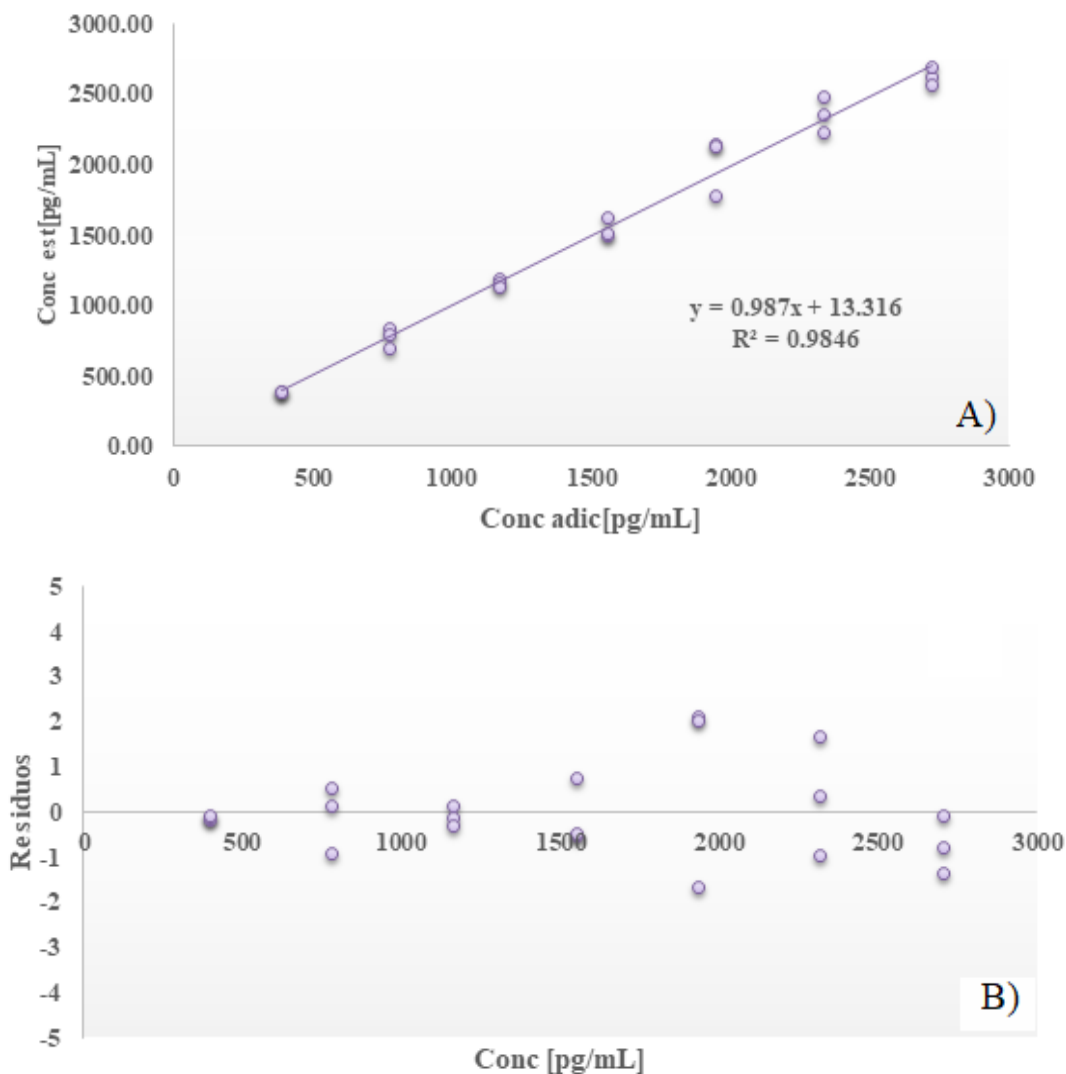 3000.00
2500.00
2000.00
1500.00
1000.00
500.00
0.00
Conc est[pg/mL]
y = 0.987x + 13.316
R² = 0.9846
A)
0 500 1000 1500 2000 2500 3000
Conc adic[pg/mL]
5
4
3
2
1
0
-1
-2
-3
-4
-5
Residuos
0 500 1000 1500 2000 2500 3000
B)
Conc [pg/mL]